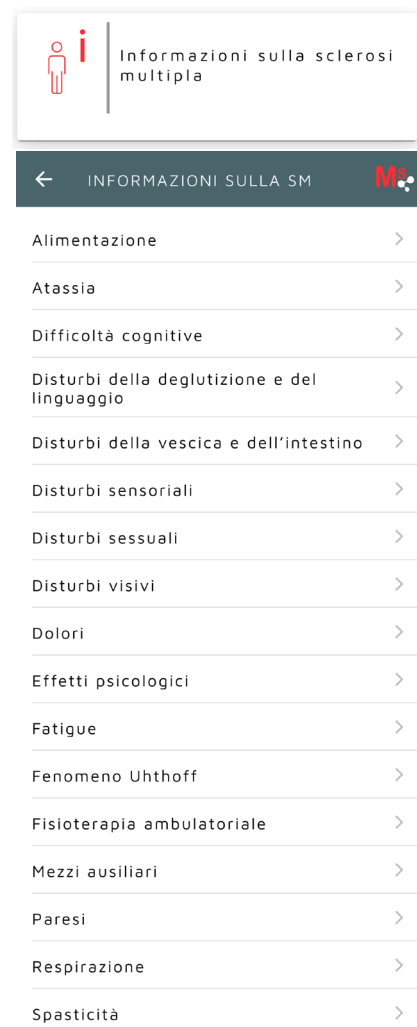 i
Informazioni sulla sclerosi
multipla
INFORMAZIONI SULLA SM
Ms
Alimentazione
Atassia
Difficoltà cognitive
Disturbi della deglutizione e del
linguaggio
Disturbi della vescica e dell'intestino
Disturbi sensoriali
Disturbi sessuali
Disturbi visivi
Dolori
Effetti psicologici
Fatigue
Fenomeno Uhthoff
Fisioterapia ambulatoriale
Mezzi ausiliari
Paresi
Respirazione
Spasticità